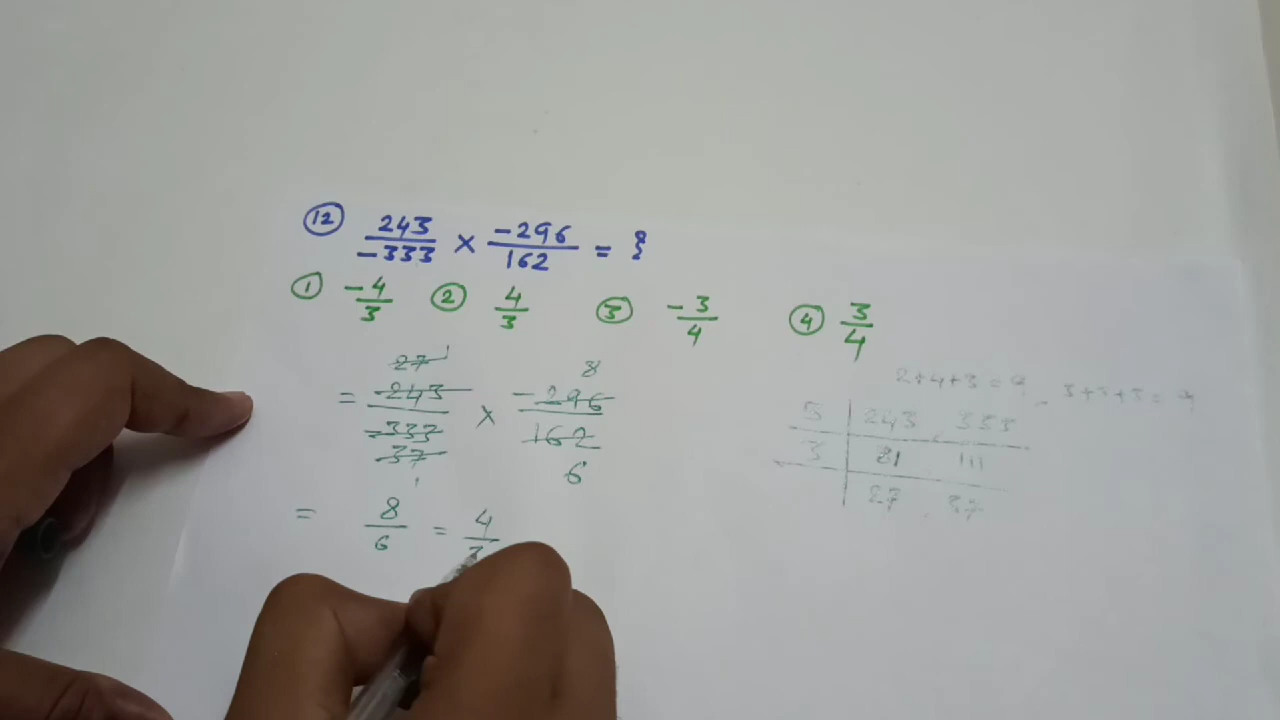 ⑫ 243/-333 × -296/162 = ?
① -4/3 ② 4/3 ③ -3/4 ④ 3/4
27 1 8
= 243/-333 × -296/162
37 6
1
= 8/6 = 4/3
2+4+3=9 3+3+3=9
3 | 243, 333
3 | 81, 111
27, 37